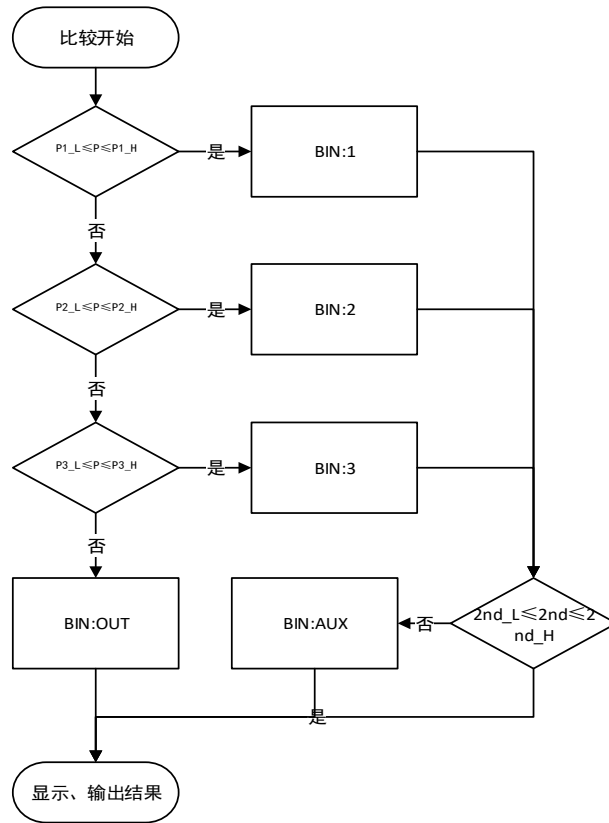 比较开始
P1_L≤P≤P1_H
是
BIN:1
否
P2_L≤P≤P2_H
是
BIN:2
否
P3_L≤P≤P3_H
是
BIN:3
否
BIN:OUT
BIN:AUX
否
2nd_L≤2nd≤2
nd_H
是
显示、输出结果